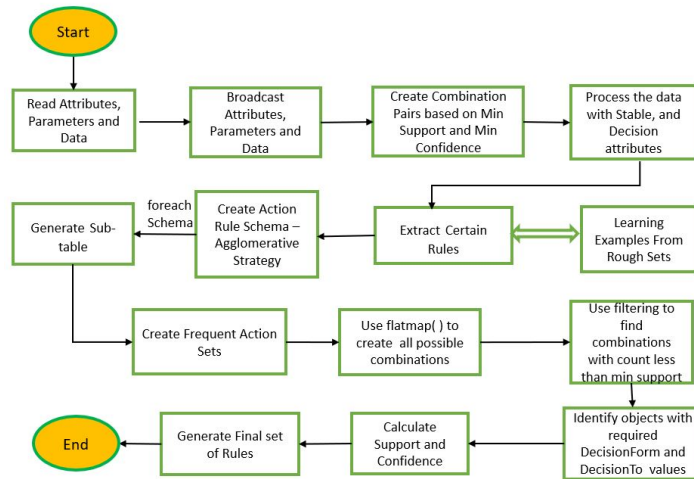 Start
Read Attributes,
Parameters and
Data
Broadcast
Attributes,
Parameters and
Data
Create Combination
Pairs based on Min
Support and Min
Confidence
Process the data
with Stable, and
Decision
attributes
Generate Sub-
table
foreach
Schema
Create Action
Rule Schema –
Agglomerative
Strategy
Extract Certain
Rules
Learning
Examples From
Rough Sets
Create Frequent Action
Sets
Use flatmap( ) to
create all possible
combinations
Use filtering to
find
combinations
with count less
than min support
End
Generate Final set
of Rules
Calculate
Support and
Confidence
Identify objects with
required
DecisionForm and
DecisionTo values